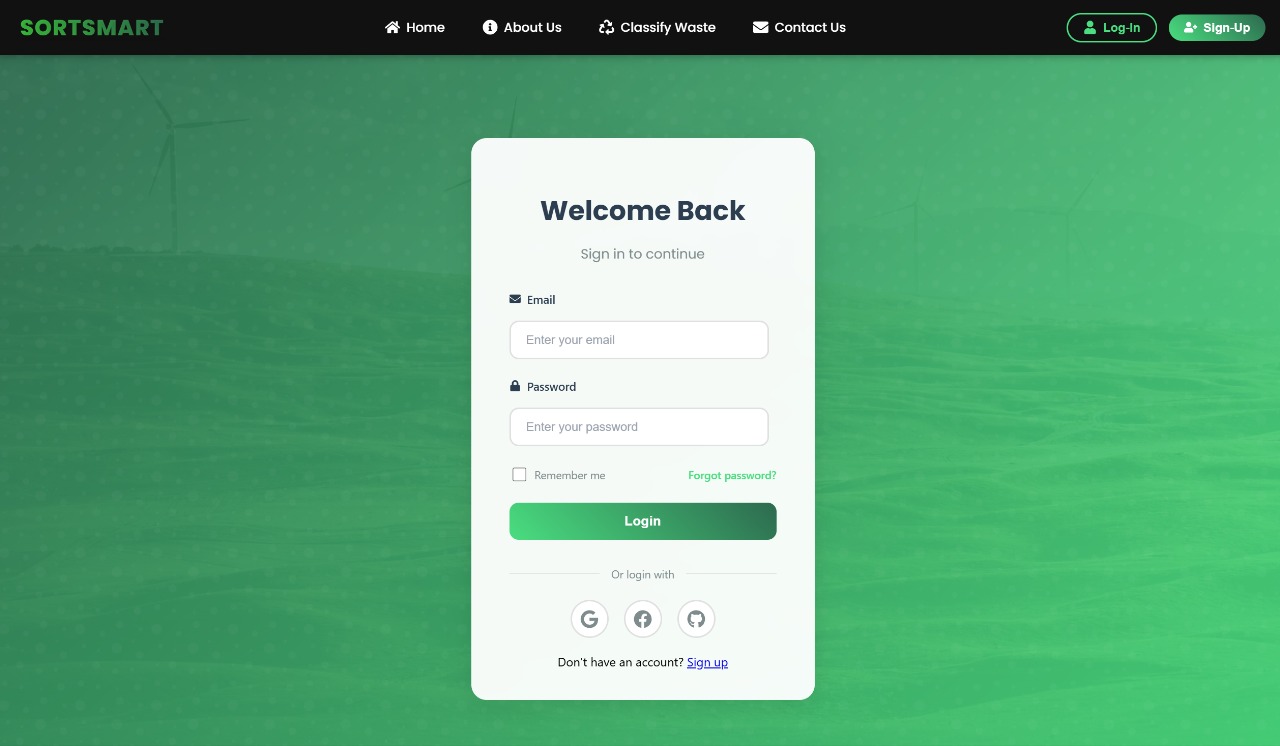 SORTSMART Home About Us Classify Waste Contact Us Log-In Sign-Up
Welcome Back
Sign in to continue
Email
Enter your email
Password
Enter your password
Remember me Forgot password?
Login
Or login with
Don't have an account? Sign up